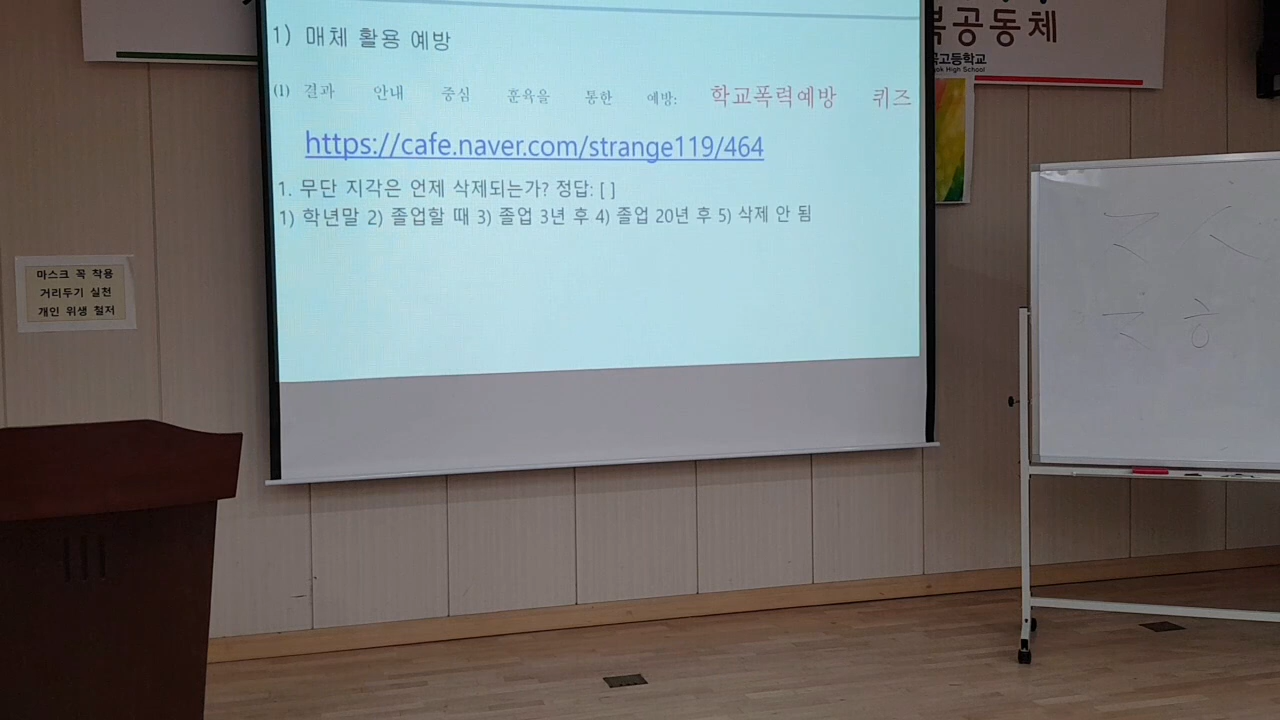 복공동체
고등학교
High School
1) 매체 활용 예방
(1) 결과 안내 중심 훈육을 통한 예방: 학교폭력예방 퀴즈
https://cafe.naver.com/strange119/464
1. 무단 지각은 언제 삭제되는가? 정답: [ ]
1) 학년말 2) 졸업할 때 3) 졸업 3년 후 4) 졸업 20년 후 5) 삭제 안 됨
마스크 꼭 착용
거리두기 실천
개인 위생 철저